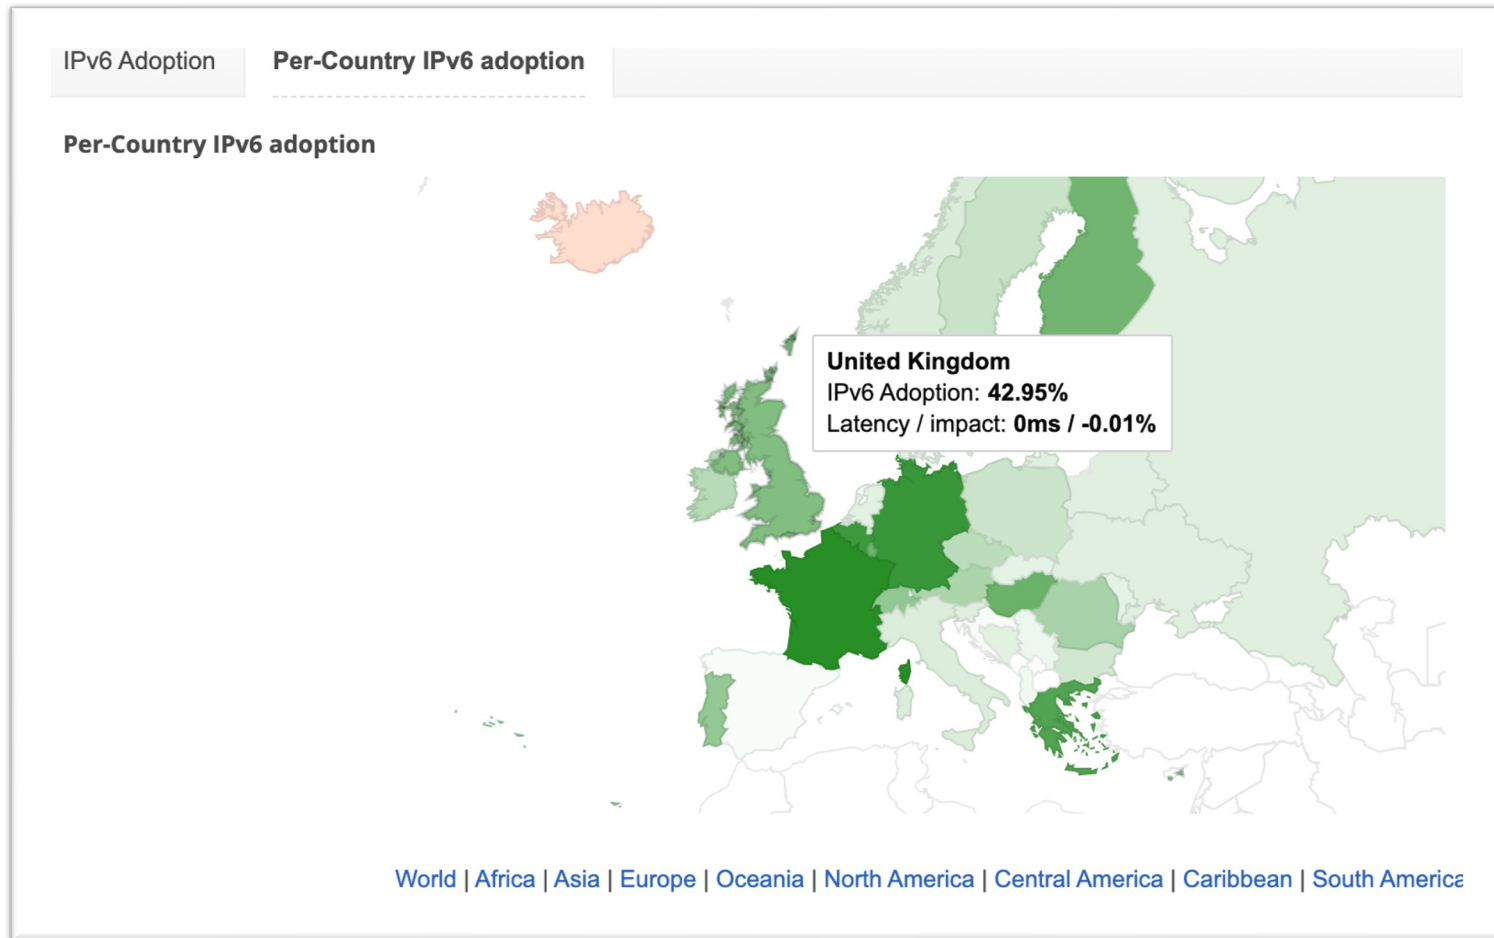 IPv6 Adoption
Per-Country IPv6 adoption
Per-Country IPv6 adoption
United Kingdom
IPv6 Adoption: 42.95%
Latency / impact: 0ms / -0.01%
World | Africa | Asia | Europe | Oceania | North America | Central America | Caribbean | South America